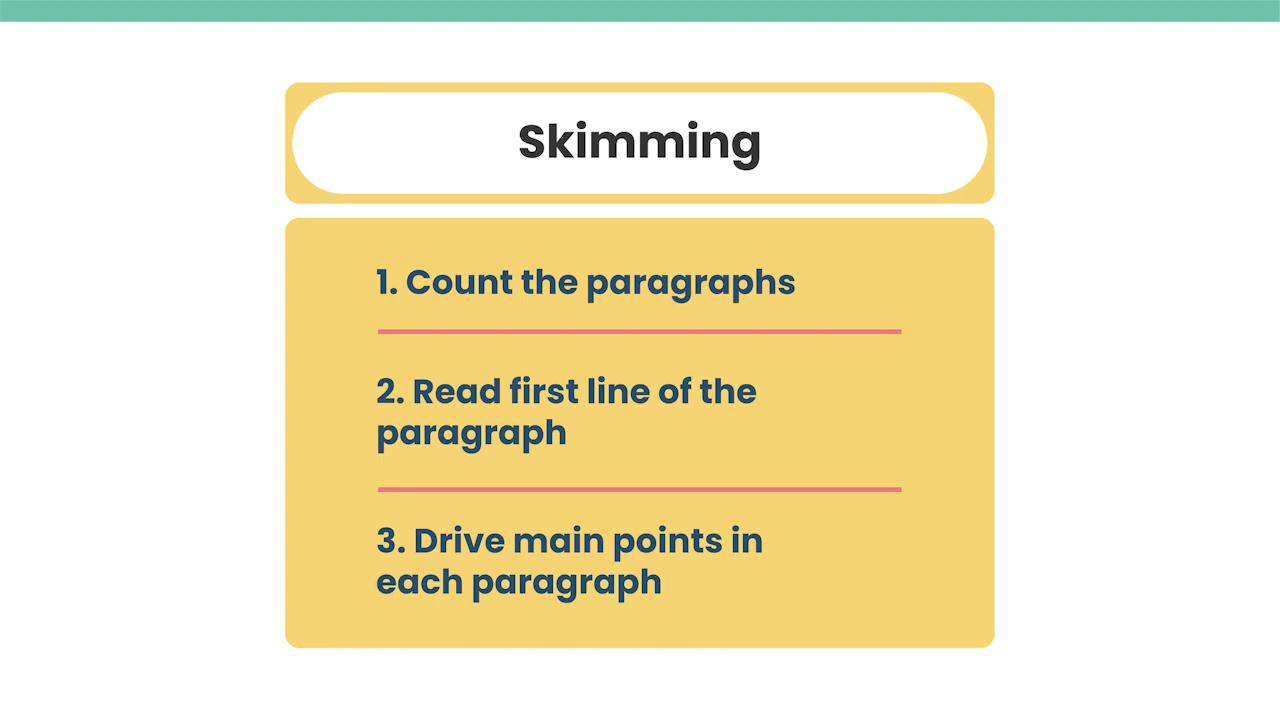 Skimming
1. Count the paragraphs
2. Read first line of the
paragraph
3. Drive main points in
each paragraph